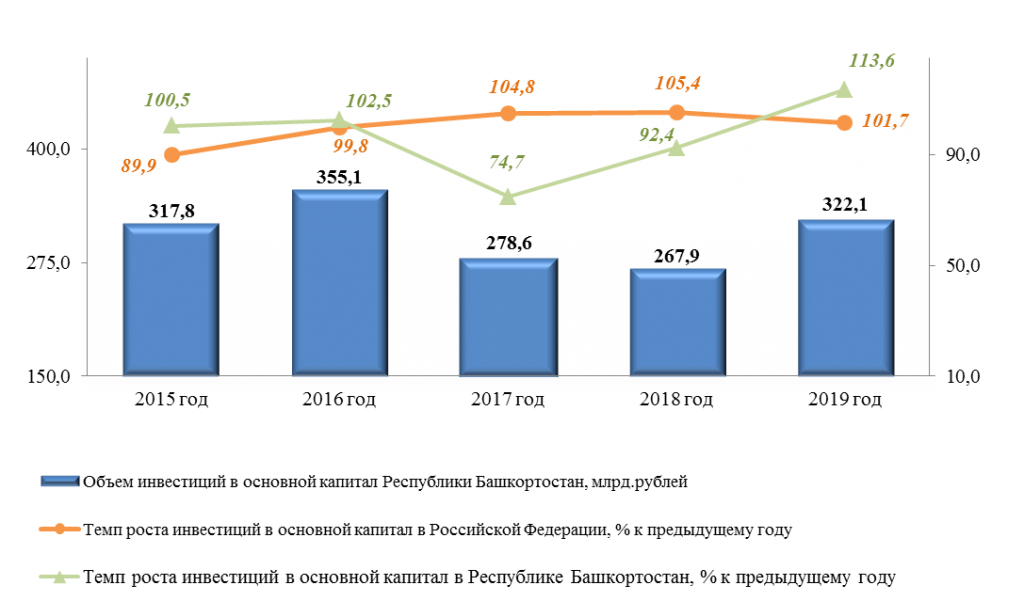 113,6
105,4
104,8
100,5
102,5
101,7
92,4
99,8
89,9
74,7
400,0
90,0
355,1
317,8
322,1
278,6
267,9
275,0
50,0
150,0
10,0
2015 год
2016 год
2017 год
2018 год
2019 год
Объем инвестиций в основной капитал Республики Башкортостан, млрд.рублей
Темп роста инвестиций в основной капитал в Российской Федерации, % к предыдущему году
Темп роста инвестиций в основной капитал в Республике Башкортостан, % к предыдущему году